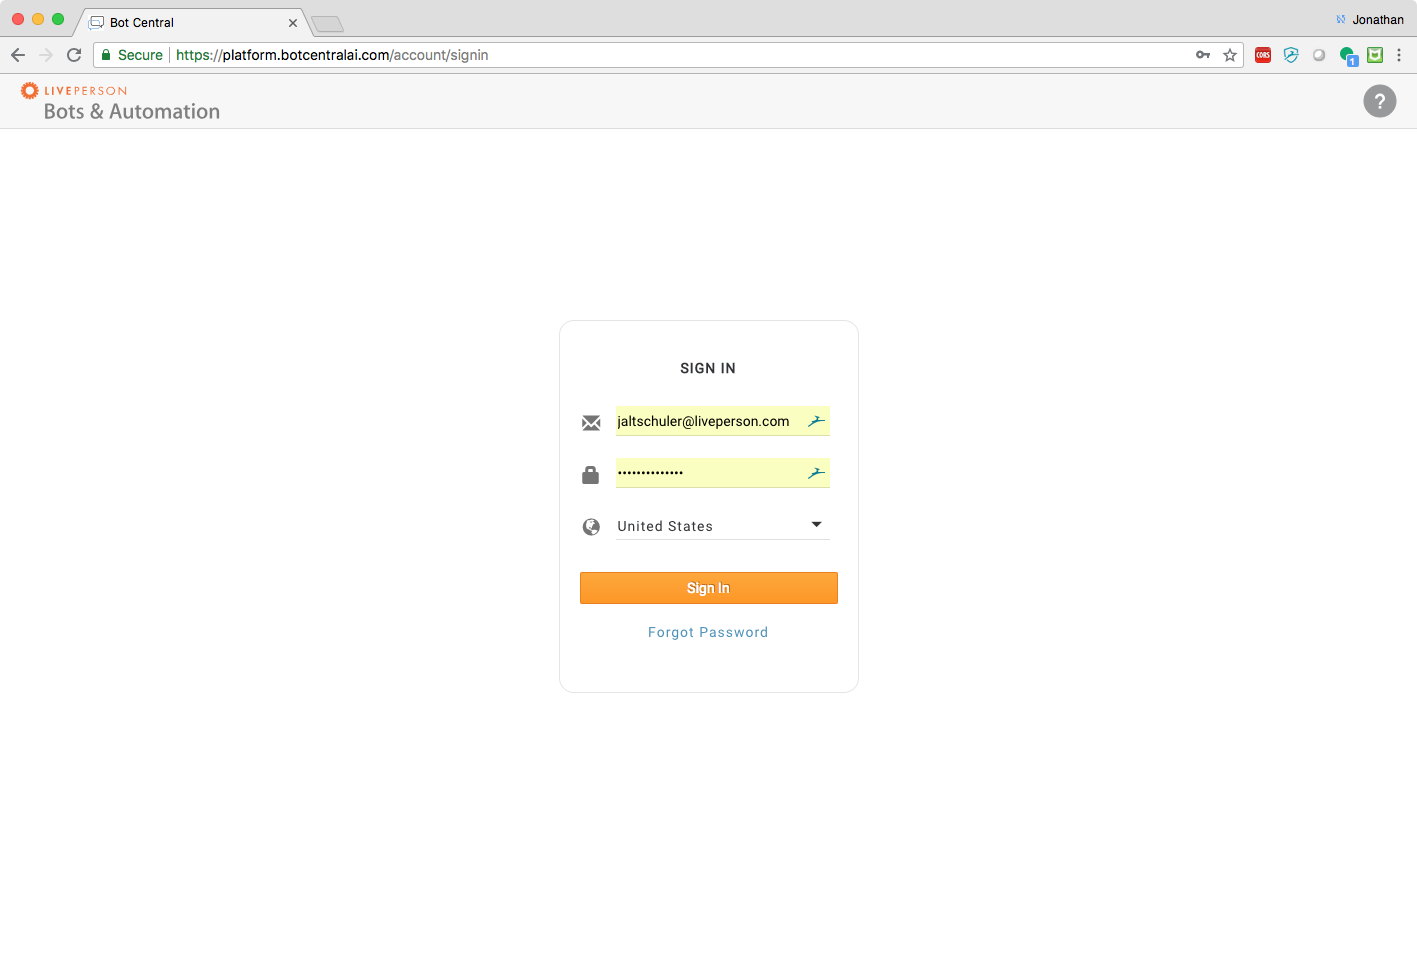 Bot Central
Jonathan
Secure
https://platform.botcentralai.com/account/signin
CORS
1
LIVEPERSON
Bots & Automation
?
SIGN IN
jaltschuler@liveperson.com
••••••••••••••
United States
Sign In
Forgot Password